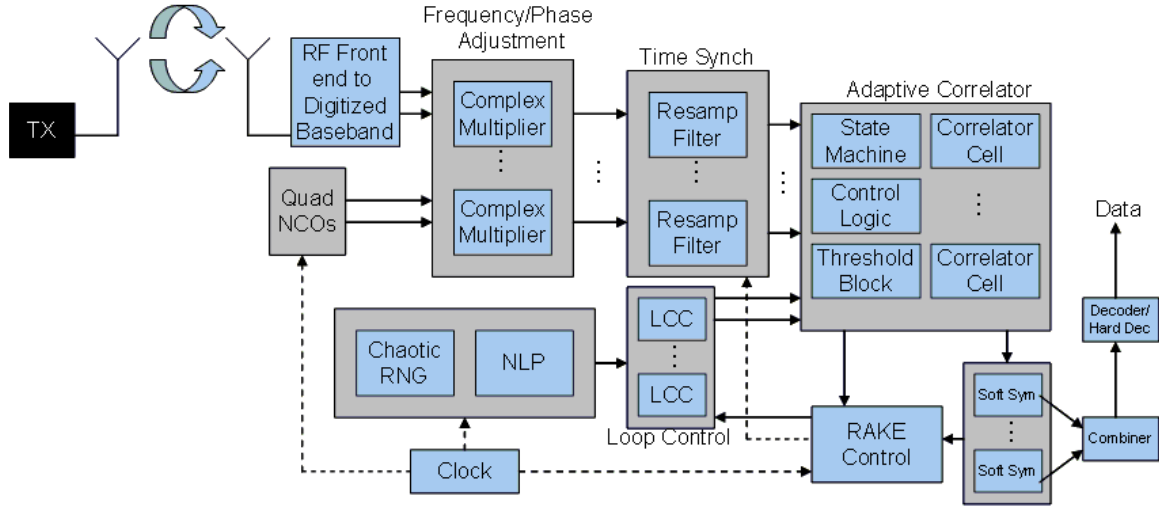 Frequency/Phase
Adjustment
TX
RF Front
end to
Digitized
Baseband
Complex
Multiplier
Complex
Multiplier
Quad
NCOs
Time Synch
Resamp
Filter
Resamp
Filter
Adaptive Correlator
State
Machine
Correlator
Cell
Control
Logic
Threshold
Block
Correlator
Cell
Data
Decoder/
Hard Dec
Chaotic
RNG
NLP
LCC
LCC
Loop Control
RAKE
Control
Soft Sym
Soft Sym
Combiner
Clock